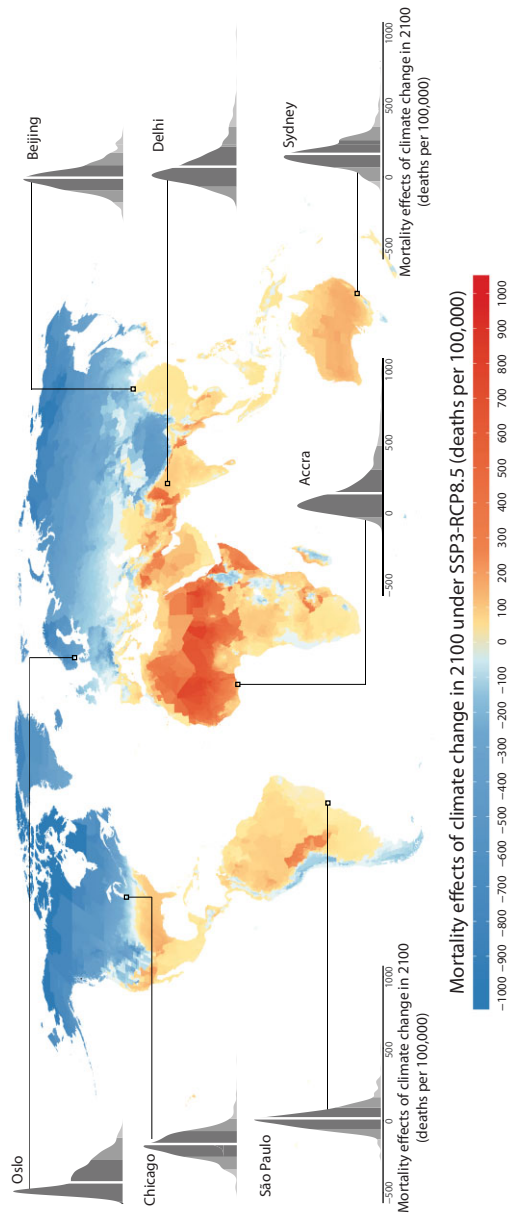 Oslo
Chicago
São Paulo
−500 0 500 1000
Mortality effects of climate change in 2100
(deaths per 100,000)
Accra
−500 0 500 1000
Beijing
Delhi
Sydney
−500 0 500 1000
Mortality effects of climate change in 2100
(deaths per 100,000)
Mortality effects of climate change in 2100 under SSP3-RCP8.5 (deaths per 100,000)
−1000 −900 −800 −700 −600 −500 −400 −300 −200 −100 0 100 200 300 400 500 600 700 800 900 1000